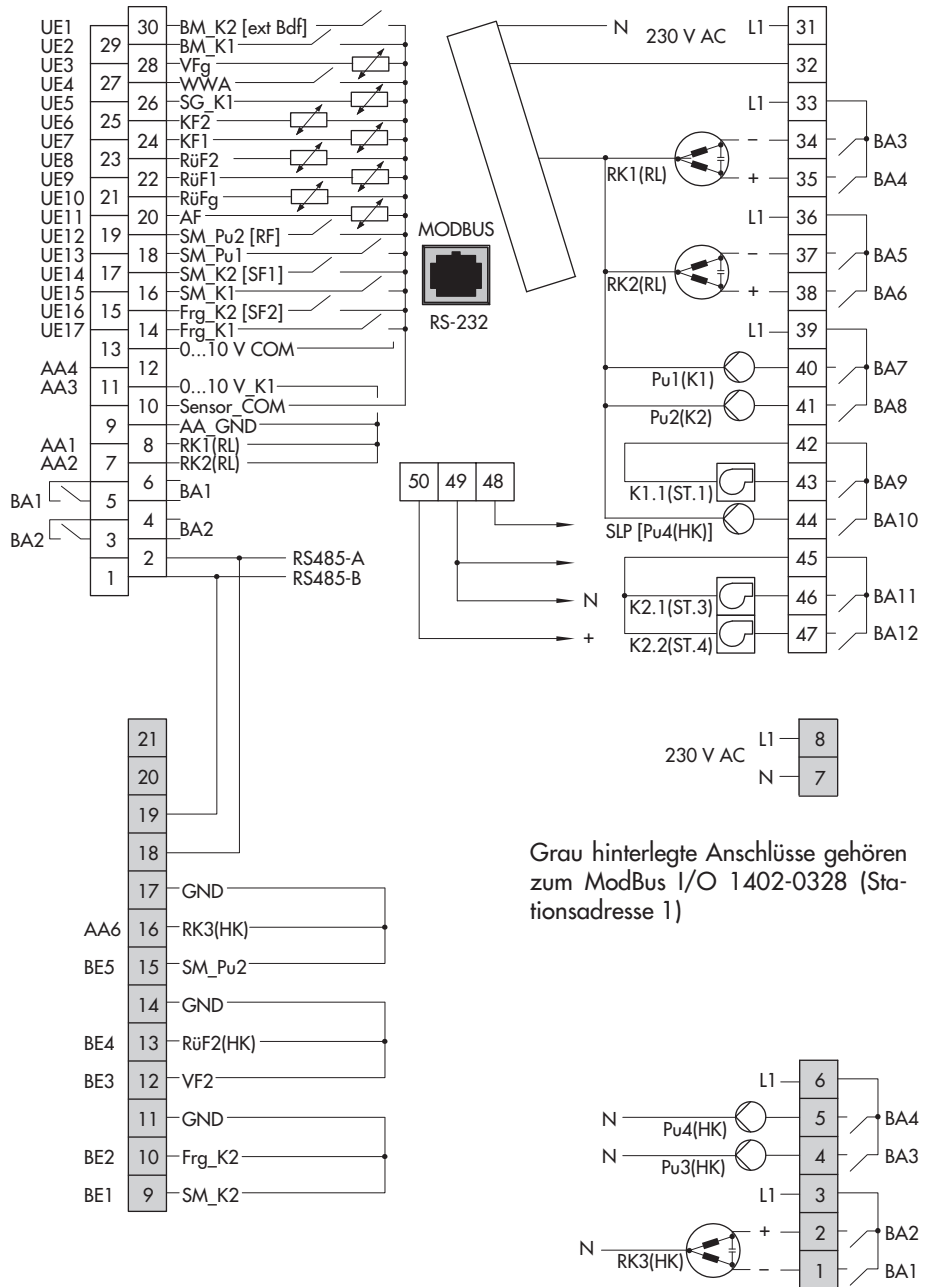 UE1 30 BM_K2 [ext Bdf]
UE2 29 BM_K1
UE3 28 VFg
UE4 27 WWA
UE5 26 SG_K1
UE6 25 KF2
UE7 24 KF1
UE8 23 RüF2
UE9 22 RüF1
UE10 21 RüFg
UE11 20 AF
UE12 19 SM_Pu2 [RF]
UE13 18 SM_Pu1
UE14 17 SM_K2 [SF1]
UE15 16 SM_K1
UE16 15 Frg_K2 [SF2]
UE17 14 Frg_K1
13 0...10 V COM
AA4 12
AA3 11 0...10 V_K1
10 Sensor_COM
9 AA_GND
AA1 8 RK1(RL)
AA2 7 RK2(RL)
6 BA1
BA1 5
4 BA2
BA2 3
2 RS485-A
1 RS485-B
MODBUS
RS-232
N 230 V AC L1 31
32
L1 33
− 34 BA3
RK1(RL)
+ 35 BA4
L1 36
− 37 BA5
RK2(RL)
+ 38 BA6
L1 39
Pu1(K1) 40 BA7
Pu2(K2) 41 BA8
42
K1.1(ST.1) 43 BA9
SLP [Pu4(HK)] 44 BA10
45
K2.1(ST.3) 46 BA11
K2.2(ST.4) 47 BA12
50 49 48
N
+
21
20
19
18
17 GND
AA6 16 RK3(HK)
BE5 15 SM_Pu2
14 GND
BE4 13 RüF2(HK)
BE3 12 VF2
11 GND
BE2 10 Frg_K2
BE1 9 SM_K2
230 V AC L1 8
N 7
Grau hinterlegte Anschlüsse gehören
zum ModBus I/O 1402-0328 (Sta-
tionsadresse 1)
L1 6
N Pu4(HK) 5 BA4
N Pu3(HK) 4 BA3
L1 3
+ 2 BA2
N RK3(HK)
− 1 BA1